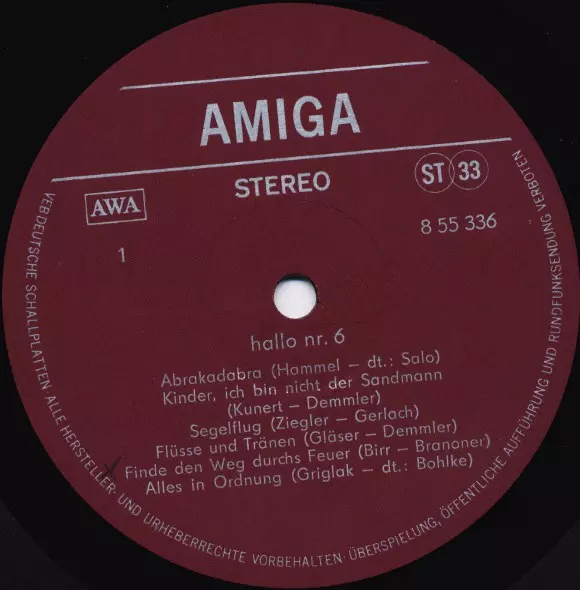 AMIGA
STEREO
ST 33
AWA
8 55 336
1
hallo nr. 6
Abrakadabra (Hammel – dt.: Salo)
Kinder, ich bin nicht der Sandmann
(Kunert – Demmler)
Segelflug (Ziegler – Gerlach)
Flüsse und Tränen (Gläser – Demmler)
Finde den Weg durchs Feuer (Birr – Branoner)
Alles in Ordnung (Griglak – dt.: Bohlke)
VEB DEUTSCHE SCHALLPLATTEN ALLE HERSTELLER- UND URHEBERRECHTE VORBEHALTEN · ÜBERSPIELUNG, ÖFFENTLICHE AUFFÜHRUNG UND RUNDFUNKSENDUNG VERBOTEN